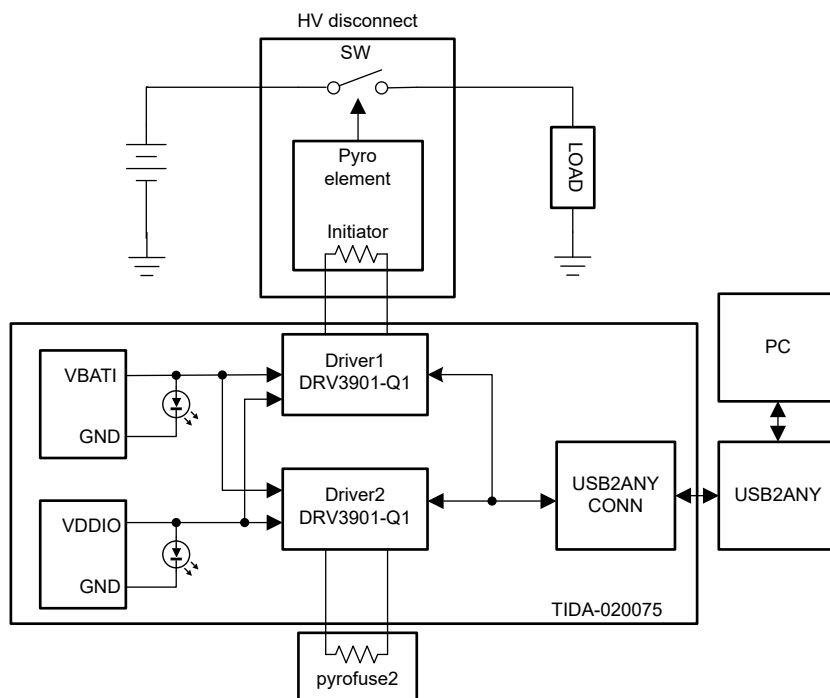 HV disconnect
SW
Pyro
element
Initiator
LOAD
PC
VBATI
GND
Driver1
DRV3901-Q1
VDDIO
GND
Driver2
DRV3901-Q1
USB2ANY
CONN
USB2ANY
TIDA-020075
pyrofuse2